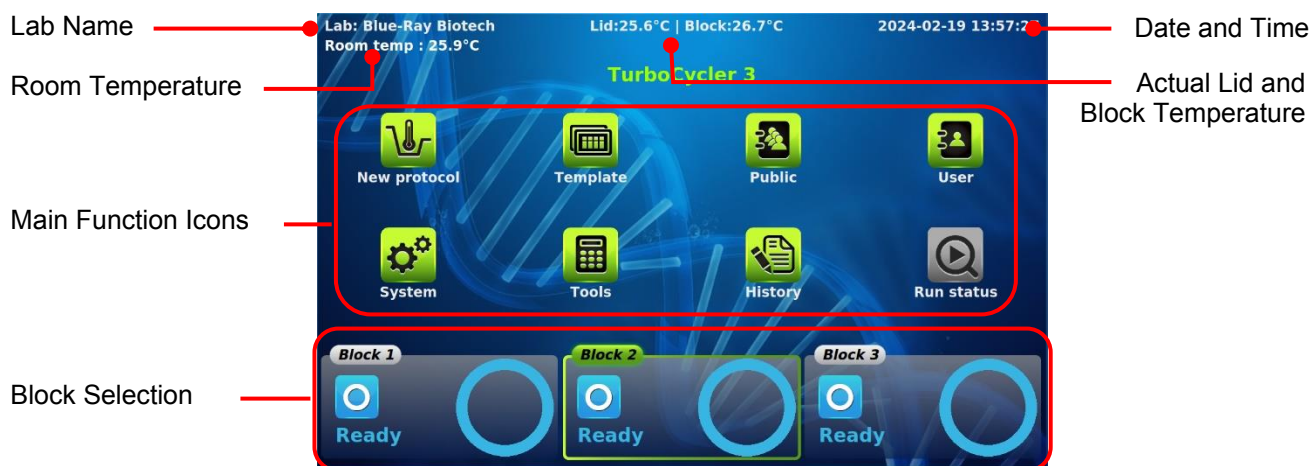 Lab Name
Lab: Blue-Ray Biotech
Lid:25.6°C | Block:26.7°C
2024-02-19 13:57:2
Date and Time
Room temp : 25.9°C
Room Temperature
TurboCycler 3
Actual Lid and
Block Temperature
New protocol
Template
Public
User
Main Function Icons
System
Tools
History
Run status
Block 1
Block 2
Block 3
Block Selection
Ready
Ready
Ready